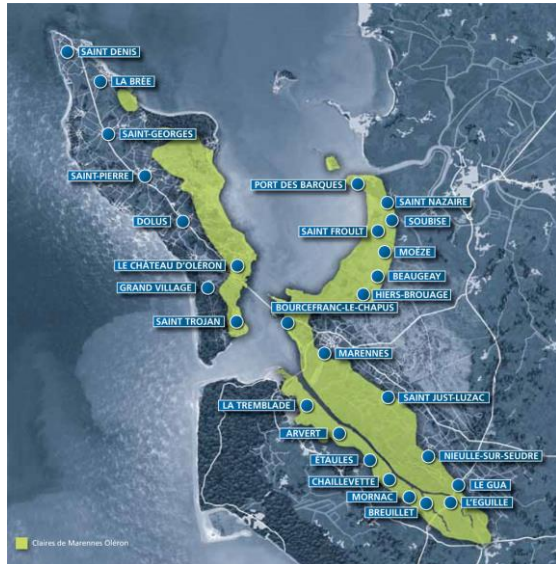 SAINT DENIS
LA BRÉE
SAINT-GEORGES
SAINT-PIERRE
PORT DES BARQUES
SAINT NAZAIRE
DOLUS
SOUBISE
SAINT FROULT
MOËZE
LE CHÂTEAU D'OLÉRON
BEAUGEAY
GRAND VILLAGE
HIERS-BROUAGE
BOURCEFRANC-LE-CHAPUS
SAINT TROJAN
MARENNES
SAINT JUST-LUZAC
LA TREMBLADE
ARVERT
NIEULLE-SUR-SEUDRE
ÉTAULES
CHAILLEVETTE
LE GUA
MORNAC
L'EGUILLE
BREUILLET
Claires de Marennes Oléron